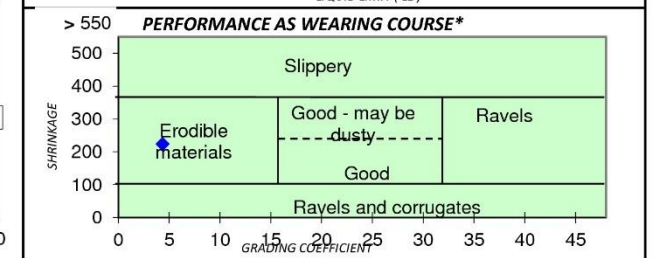 > 550 PERFORMANCE AS WEARING COURSE*
500
400
300
200
100
0
SHRINKAGE
Slippery
Erodible
materials
Good - may be
dusty
Good
Ravels
Ravels and corrugates
0 5 10 15 20 25 30 35 40 45
GRADING COEFFICIENT
0